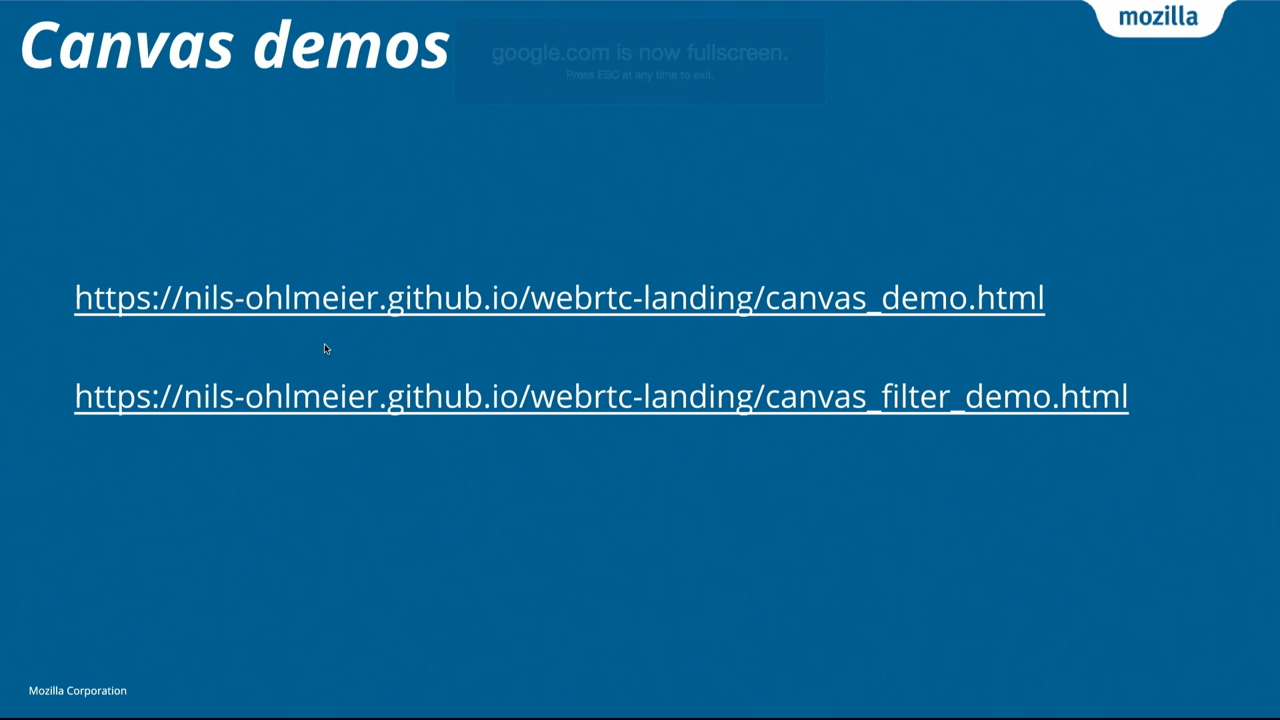 mozilla
Canvas demos
google.com is now fullscreen.
Press ESC at any time to exit.
https://nils-ohlmeier.github.io/webrtc-landing/canvas_demo.html
https://nils-ohlmeier.github.io/webrtc-landing/canvas_filter_demo.html
Mozilla Corporation